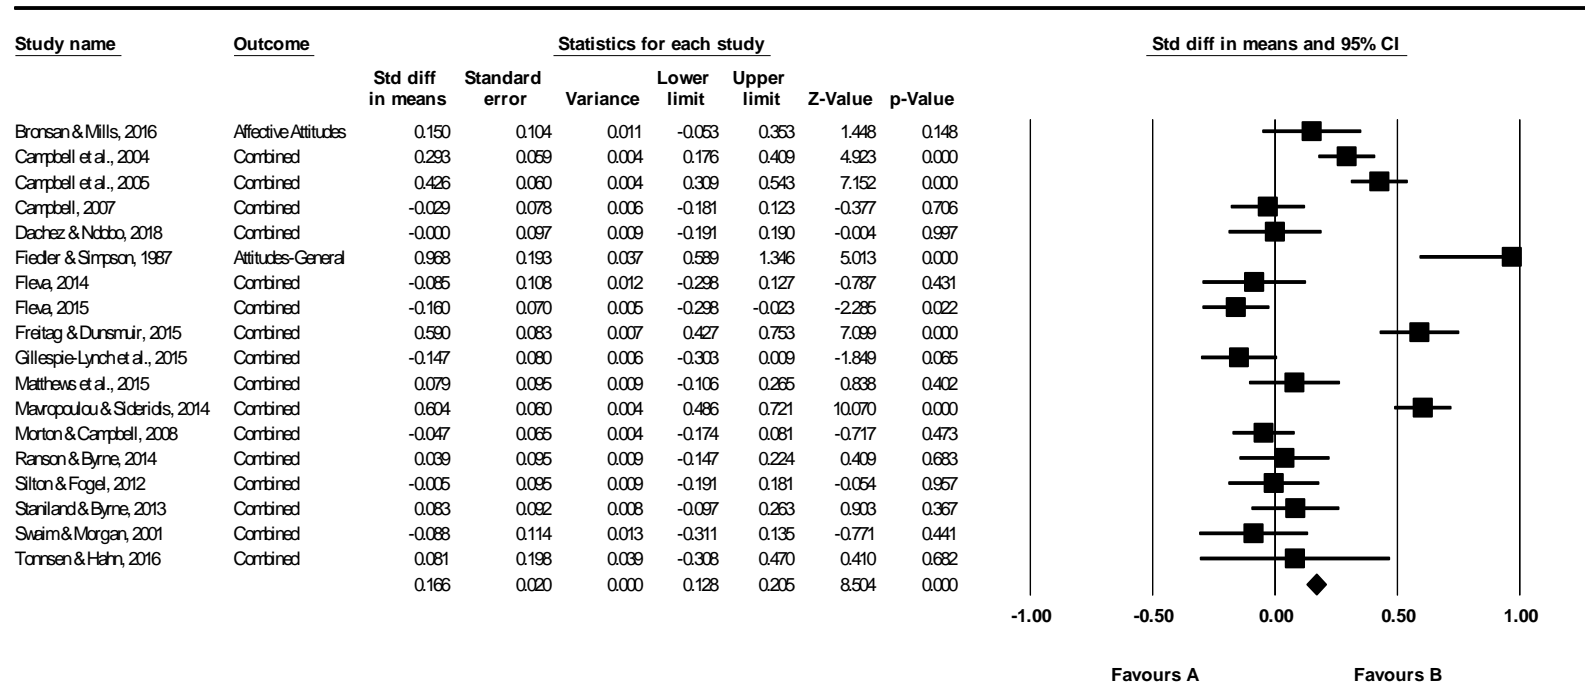 Study name Outcome Statistics for each study Std diff in means and 95% CI
Std diff in means Standard error Variance Lower limit Upper limit Z-Value p-Value
Bronsan & Mills, 2016 Affective Attitudes 0.150 0.104 0.011 -0.053 0.353 1.448 0.148
Campbell et al., 2004 Combined 0.293 0.059 0.004 0.176 0.409 4.923 0.000
Campbell et al., 2005 Combined 0.426 0.060 0.004 0.309 0.543 7.152 0.000
Campbell, 2007 Combined -0.029 0.078 0.006 -0.181 0.123 -0.377 0.706
Dachez & Ndobo, 2018 Combined -0.000 0.097 0.009 -0.191 0.190 -0.004 0.997
Fiedler & Simpson, 1987 Attitudes-General 0.968 0.193 0.037 0.589 1.346 5.013 0.000
Fleva, 2014 Combined -0.085 0.108 0.012 -0.298 0.127 -0.787 0.431
Fleva, 2015 Combined -0.160 0.070 0.005 -0.298 -0.023 -2.285 0.022
Freitag & Dunsmuir, 2015 Combined 0.590 0.083 0.007 0.427 0.753 7.099 0.000
Gillespie-Lynch et al., 2015 Combined -0.147 0.080 0.006 -0.303 0.009 -1.849 0.065
Matthews et al., 2015 Combined 0.079 0.095 0.009 -0.106 0.265 0.838 0.402
Mavropoulou & Sideridis, 2014 Combined 0.604 0.060 0.004 0.486 0.721 10.070 0.000
Morton & Campbell, 2008 Combined -0.047 0.065 0.004 -0.174 0.081 -0.717 0.473
Ranson & Byrne, 2014 Combined 0.039 0.095 0.009 -0.147 0.224 0.409 0.683
Silton & Fogel, 2012 Combined -0.005 0.095 0.009 -0.191 0.181 -0.054 0.957
Staniland & Byrne, 2013 Combined 0.083 0.092 0.008 -0.097 0.263 0.903 0.367
Swaim & Morgan, 2001 Combined -0.088 0.114 0.013 -0.311 0.135 -0.771 0.441
Tonnsen & Hahn, 2016 Combined 0.081 0.198 0.039 -0.308 0.470 0.410 0.682
0.166 0.020 0.000 0.128 0.205 8.504 0.000
-1.00 -0.50 0.00 0.50 1.00
Favours A Favours B